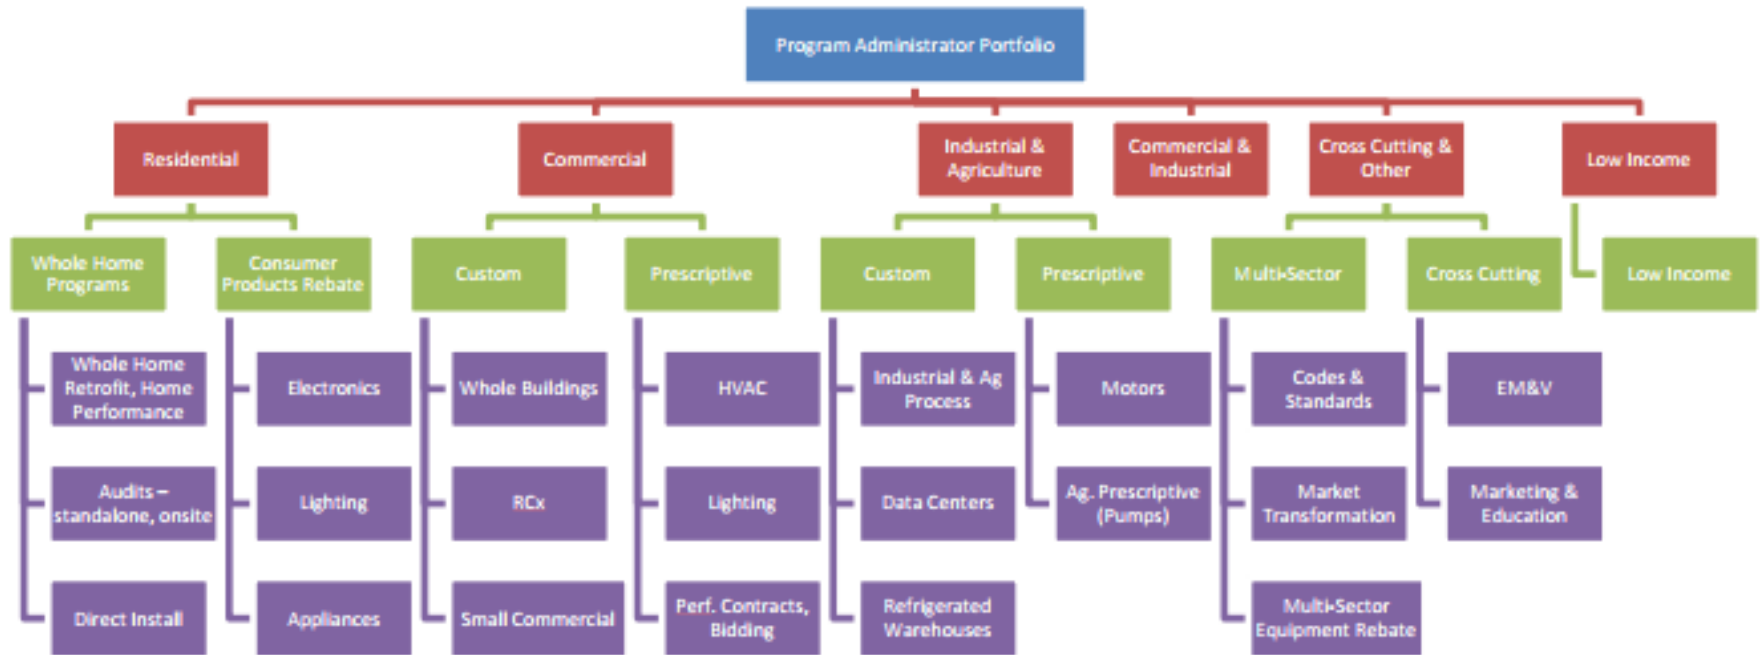 Program Administrator Portfolio
Residential
Commercial
Industrial &
Agriculture
Commercial &
Industrial
Cross Cutting &
Other
Low Income
Whole Home
Programs
Consumer
Products Rebate
Custom
Prescriptive
Custom
Prescriptive
Multi-Sector
Cross Cutting
Low Income
Whole Home
Retrofit, Home
Performance
Electronics
Whole Buildings
HVAC
Industrial & Ag
Process
Motors
Codes &
Standards
EM&V
Audits –
standalone, onsite
Lighting
RCx
Lighting
Data Centers
Ag. Prescriptive
(Pumps)
Market
Transformation
Marketing &
Education
Direct Install
Appliances
Small Commercial
Perf. Contracts,
Bidding
Refrigerated
Warehouses
Multi-Sector
Equipment Rebate